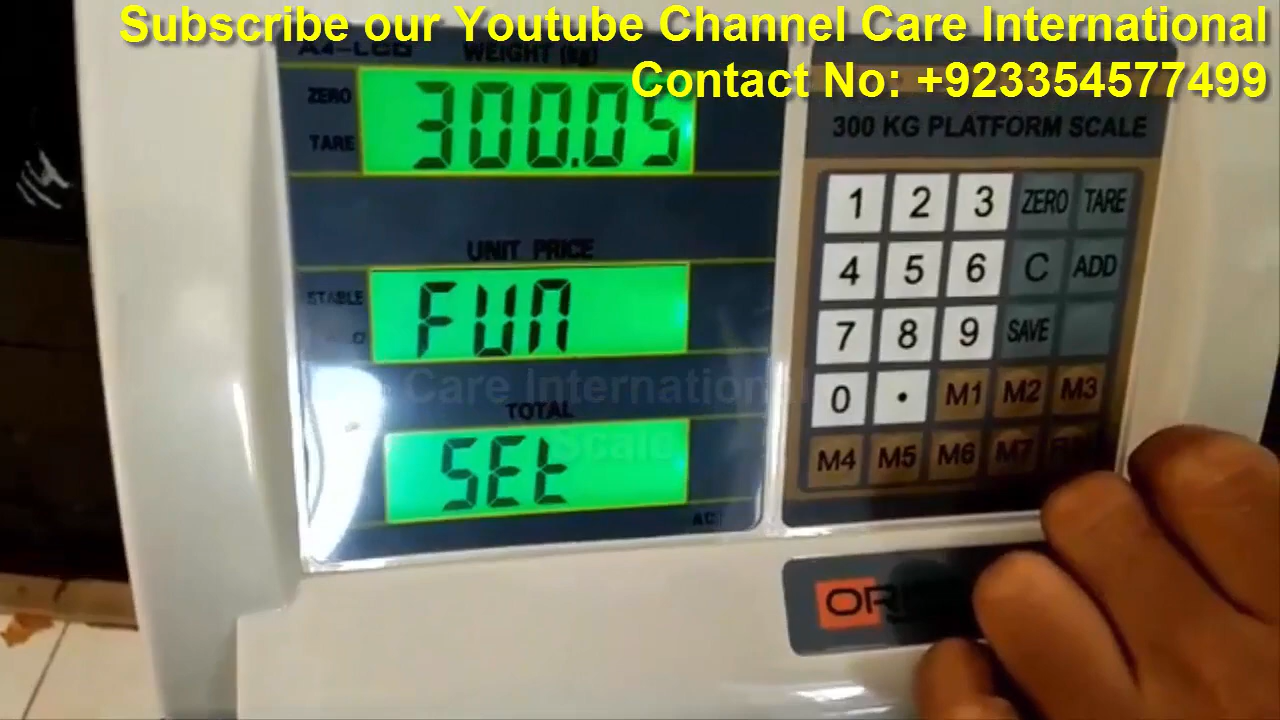 Subscribe our Youtube Channel Care International
Contact No: +923354577499
A4-LCG WEIGHT (kg)
ZERO
TARE
300.05
300 KG PLATFORM SCALE
UNIT PRICE
STABLE
FUN
TOTAL
SEt
AC
1 2 3 ZERO TARE
4 5 6 C ADD
7 8 9 SAVE
0 . M1 M2 M3
M4 M5 M6 M7
Care International
Scale